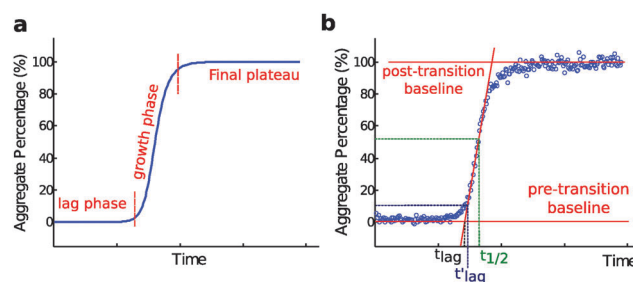 a
Aggregate Percentage (%)
100
80
60
40
20
0
lag phase
growth phase
Final plateau
Time
b
Aggregate Percentage (%)
100
80
60
40
20
0
post-transition
baseline
pre-transition
baseline
tlag
t'lag
t1/2
Time